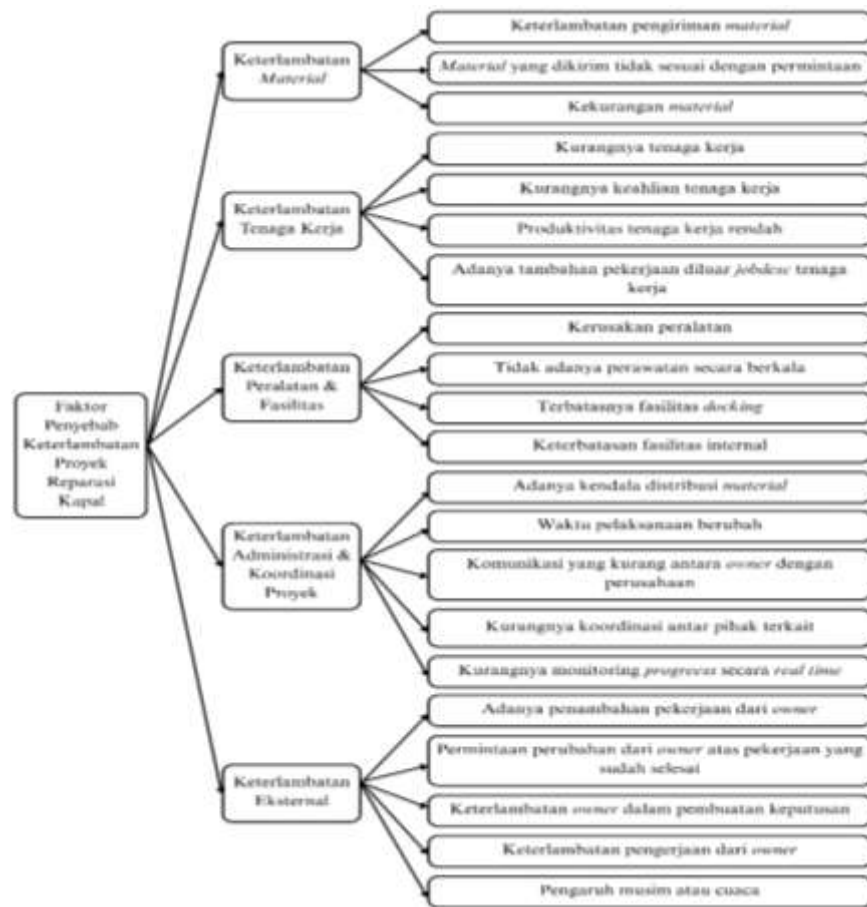 Faktor
Penyebab
Keterlambatan
Proyek
Reparasi
Kapal
Keterlambatan
Material
Keterlambatan pengiriman material
Material yang dikirim tidak sesuai dengan permintaan
Kekurangan material
Keterlambatan
Tenaga Kerja
Kurangnya tenaga kerja
Kurangnya keahlian tenaga kerja
Produktivitas tenaga kerja rendah
Adanya tambahan pekerjaan diluar jobdesc tenaga
kerja
Keterlambatan
Peralatan &
Fasilitas
Kerusakan peralatan
Tidak adanya perawatan secara berkala
Terbatasnya fasilitas docking
Keterbatasan fasilitas internal
Keterlambatan
Administrasi &
Koordinasi
Proyek
Adanya kendala distribusi material
Waktu pelaksanaan berubah
Komunikasi yang kurang antara owner dengan
perusahaan
Kurangnya koordinasi antar pihak terkait
Kurangnya monitoring progress secara real time
Keterlambatan
Eksternal
Adanya penambahan pekerjaan dari owner
Permintaan perubahan dari owner atas pekerjaan yang
sudah selesai
Keterlambatan owner dalam pembuatan keputusan
Keterlambatan pengerjaan dari owner
Pengaruh musim atau cuaca